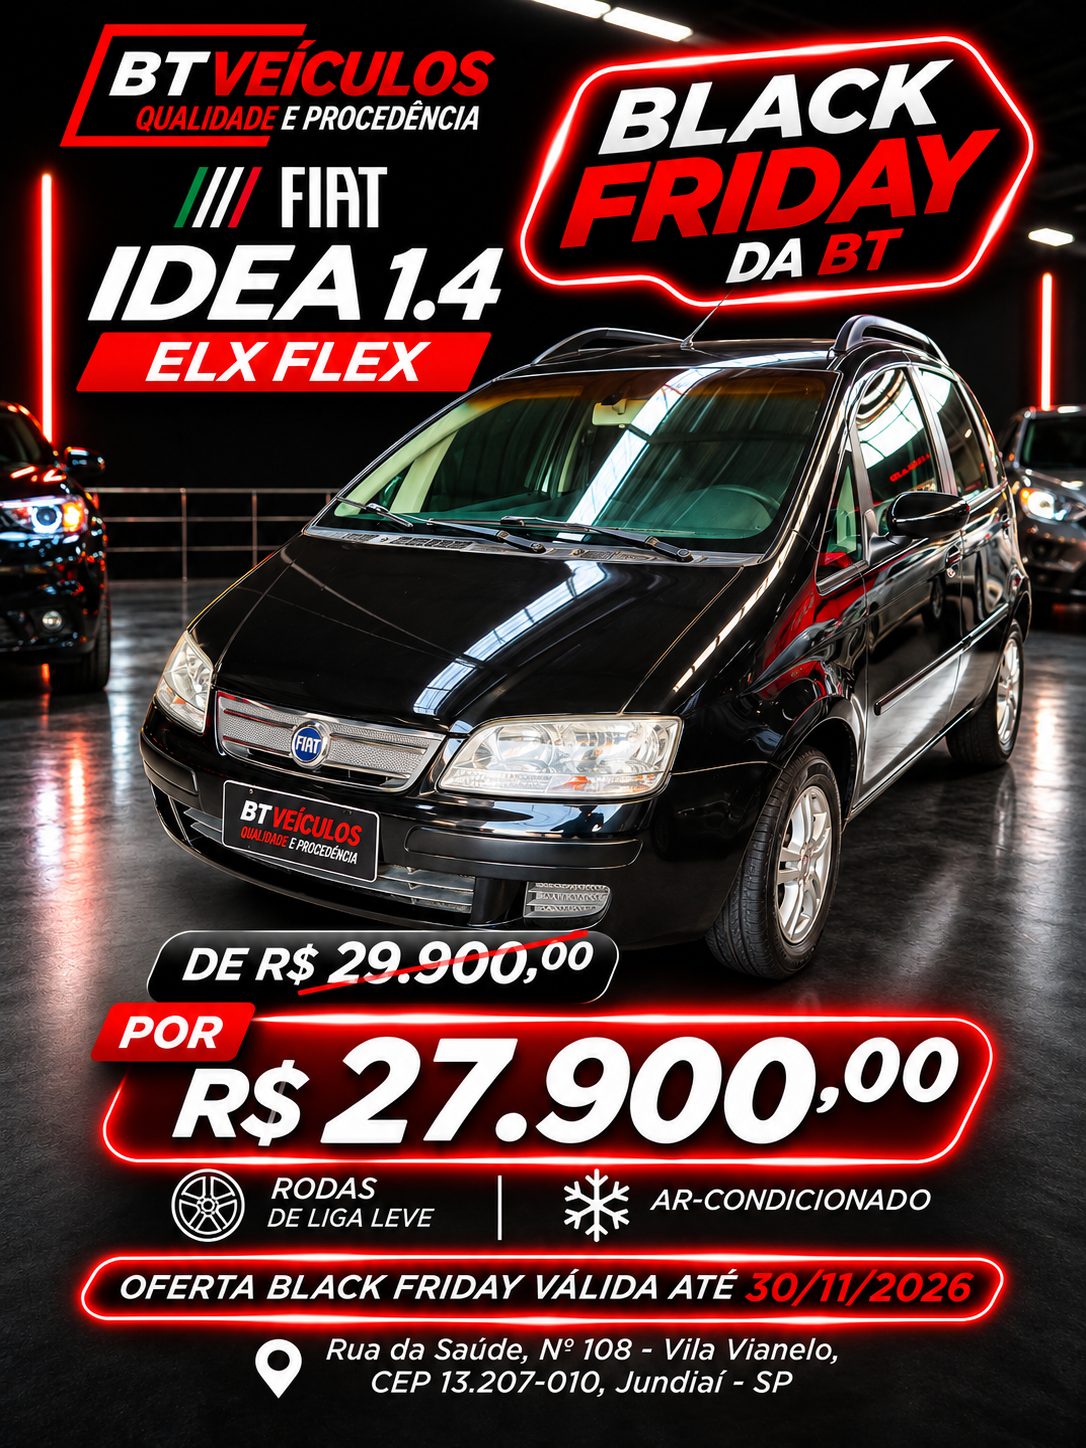 BT VEÍCULOS
QUALIDADE E PROCEDÊNCIA
FIAT
IDEA 1.4
ELX FLEX
BLACK
FRIDAY
DA BT
FIAT
BT VEÍCULOS
QUALIDADE E PROCEDÊNCIA
DE R$ 29.900,00
POR
R$ 27.900,00
RODAS
DE LIGA LEVE
AR-CONDICIONADO
OFERTA BLACK FRIDAY VÁLIDA ATÉ 30/11/2026
Rua da Saúde, Nº 108 - Vila Vianelo,
CEP 13.207-010, Jundiaí - SP